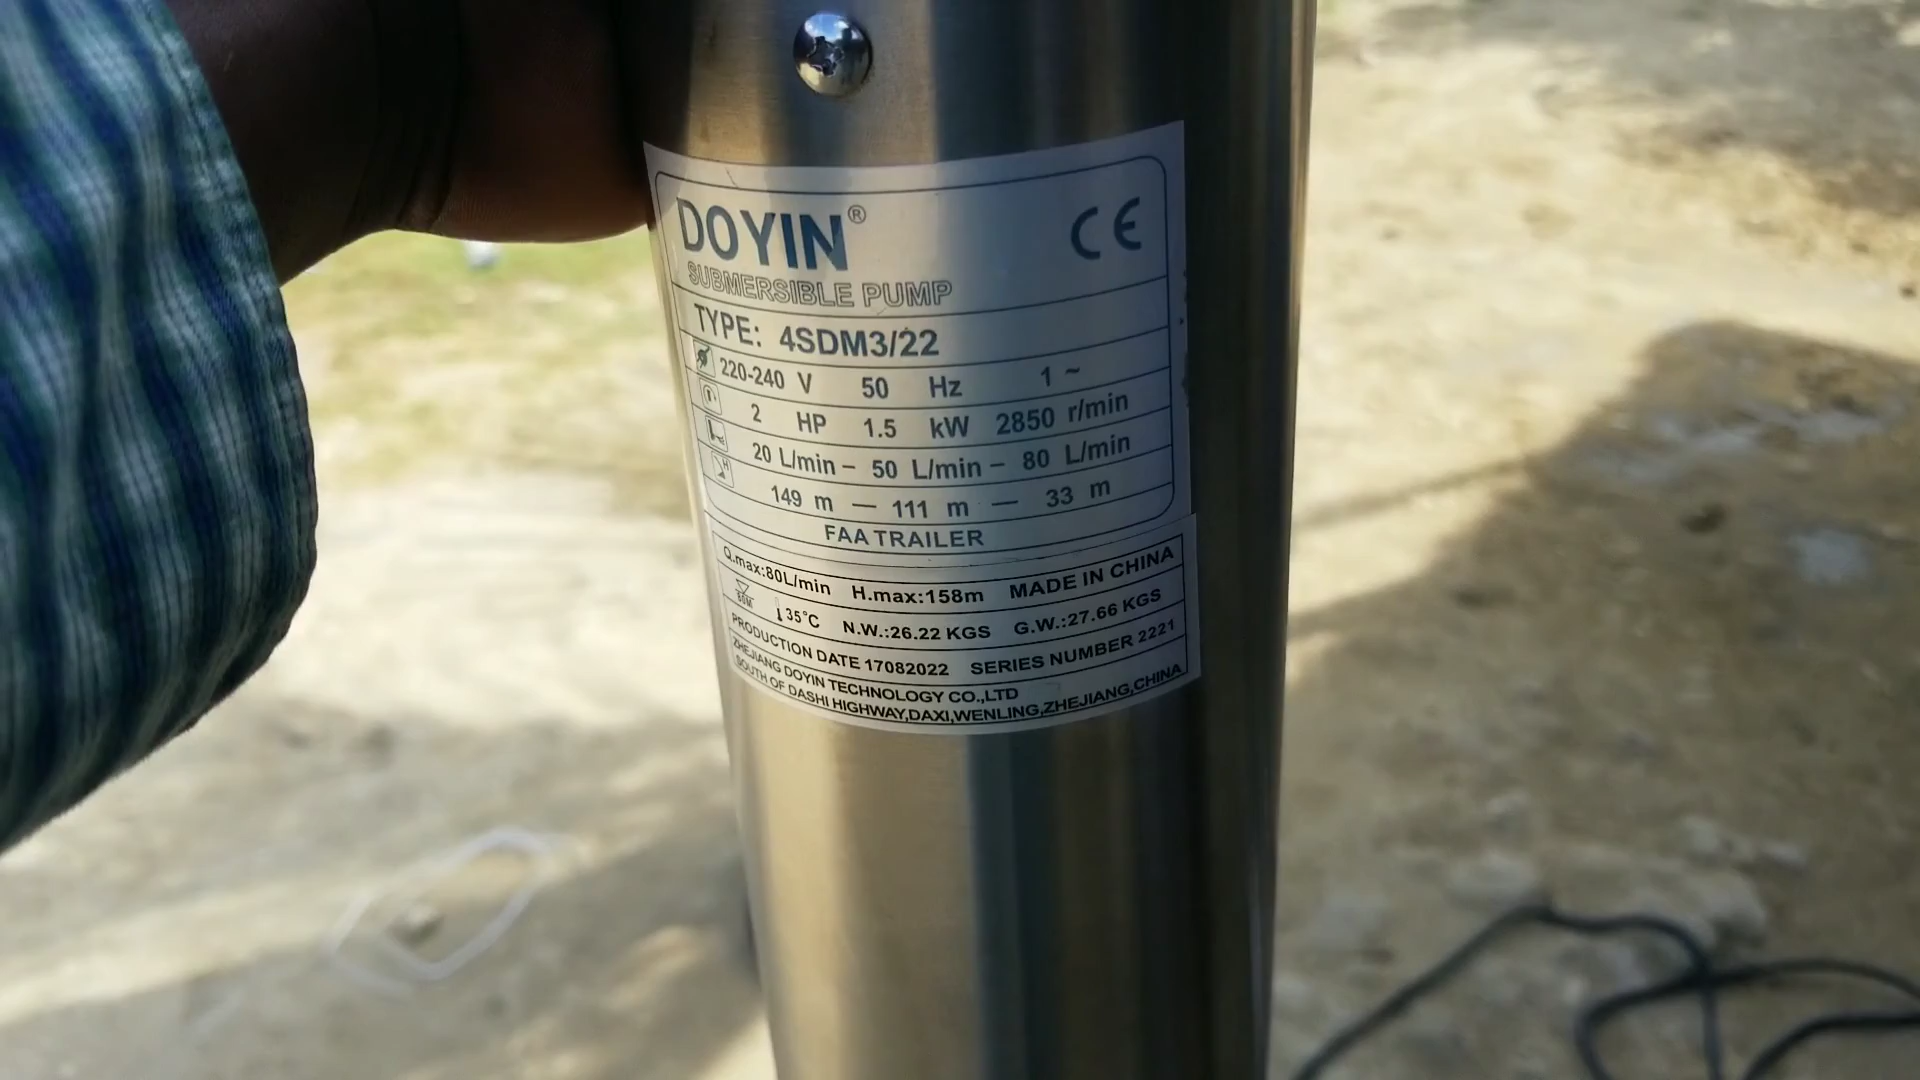 DOYIN®
CE
SUBMERSIBLE PUMP
TYPE: 4SDM3/22
220-240 V 50 Hz 1 ~
2 HP 1.5 kW 2850 r/min
20 L/min – 50 L/min – 80 L/min
149 m — 111 m — 33 m
FAA TRAILER
Q.max:80L/min H.max:158m MADE IN CHINA
35°C N.W.:26.22 KGS G.W.:27.66 KGS
PRODUCTION DATE 17082022 SERIES NUMBER 2221
ZHEJIANG DOYIN TECHNOLOGY CO.,LTD
SOUTH OF DASHI HIGHWAY,DAXI,WENLING,ZHEJIANG,CHINA